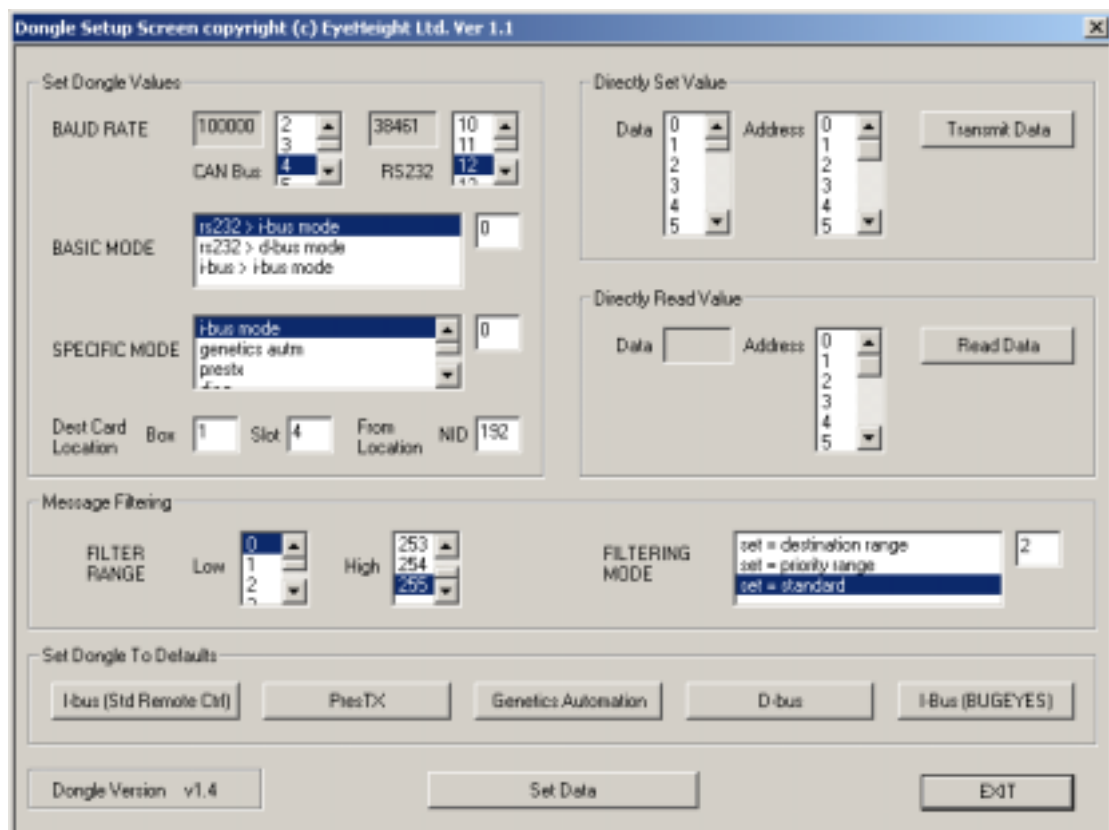 Dongle Setup Screen copyright (c) EyeHeight Ltd. Ver 1.1
Set Dongle Values
BAUD RATE
100000
2
3
4
CAN Bus
38461
10
11
12
RS232
BASIC MODE
rs232 > i-bus mode
rs232 > d-bus mode
i-bus > i-bus mode
0
SPECIFIC MODE
i-bus mode
genetics autm
prestx
0
Dest Card
Location
Box
1
Slot
4
From
Location
NID
192
Directly Set Value
Data
0
1
2
3
4
5
Address
0
1
2
3
4
5
Transmit Data
Directly Read Value
Data
Address
0
1
2
3
4
5
Read Data
Message Filtering
FILTER
RANGE
Low
0
1
2
High
253
254
255
FILTERING
MODE
set = destination range
set = priority range
set = standard
2
Set Dongle To Defaults
I-bus (Std Remote Ctrl)
PresTX
Genetics Automation
D-bus
I-Bus (BUGEYES)
Dongle Version v1.4
Set Data
EXIT